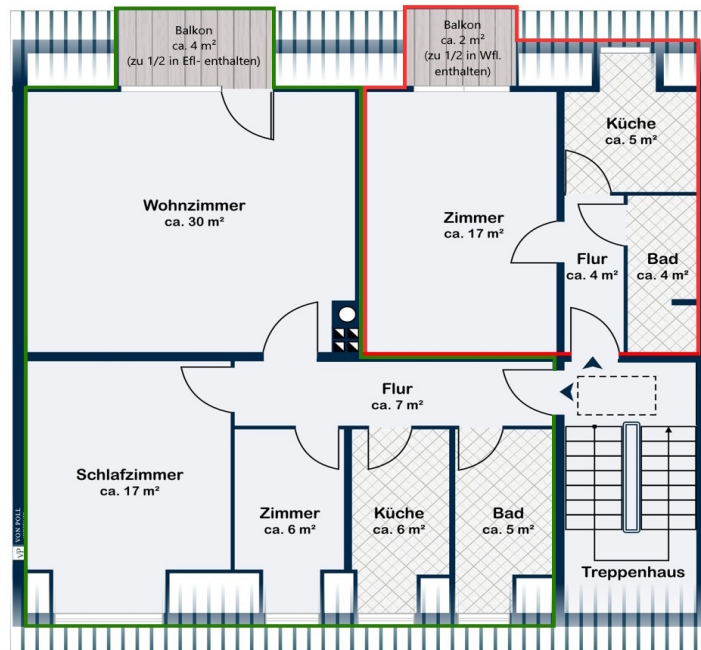 Balkon
ca. 4 m²
(zu 1/2 in Efl- enthalten)
Balkon
ca. 2 m²
(zu 1/2 in Wfl.
enthalten)
Küche
ca. 5 m²
Wohnzimmer
ca. 30 m²
Zimmer
ca. 17 m²
Flur
ca. 4 m²
Bad
ca. 4 m²
Flur
ca. 7 m²
Schlafzimmer
ca. 17 m²
Zimmer
ca. 6 m²
Küche
ca. 6 m²
Bad
ca. 5 m²
Treppenhaus
VON POLL
VP